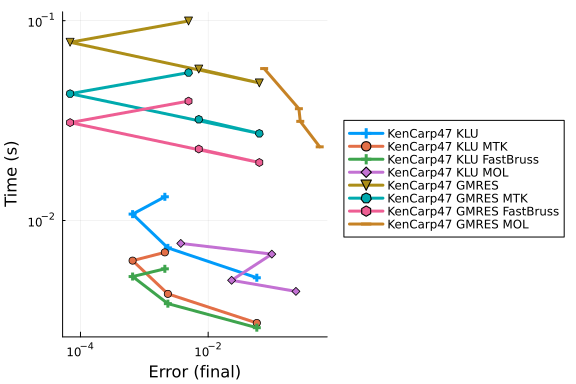 10⁻¹
10⁻²
Time (s)
10⁻⁴
10⁻²
Error (final)
KenCarp47 KLU
KenCarp47 KLU MTK
KenCarp47 KLU FastBruss
KenCarp47 KLU MOL
KenCarp47 GMRES
KenCarp47 GMRES MTK
KenCarp47 GMRES FastBruss
KenCarp47 GMRES MOL